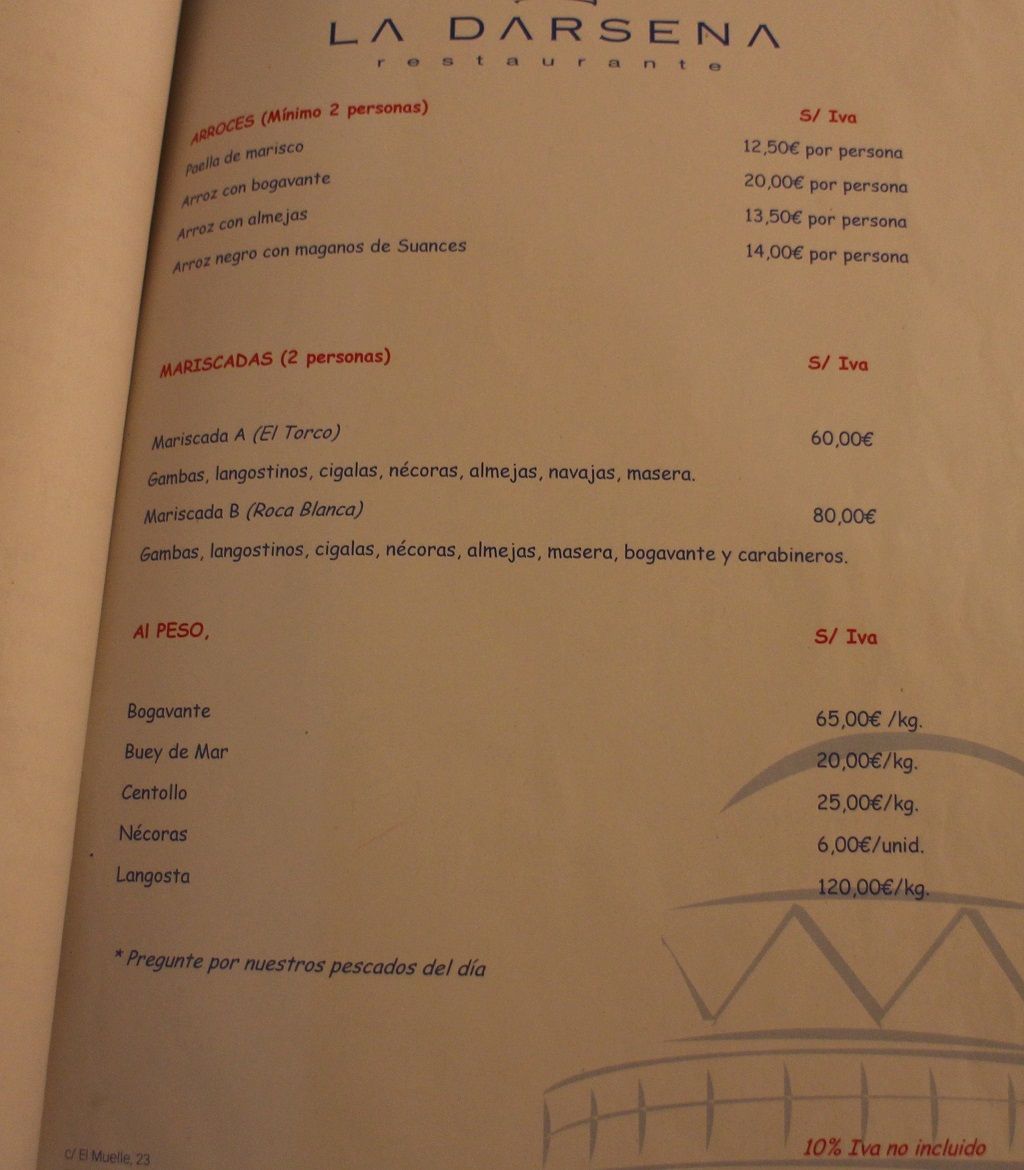 LA DARSENA
restaurante
ARROCES (Mínimo 2 personas) S/ Iva
Paella de marisco 12,50€ por persona
Arroz con bogavante 20,00€ por persona
Arroz con almejas 13,50€ por persona
Arroz negro con maganos de Suances 14,00€ por persona
MARISCADAS (2 personas) S/ Iva
Mariscada A (El Torco) 60,00€
Gambas, langostinos, cigalas, nécoras, almejas, navajas, masera.
Mariscada B (Roca Blanca) 80,00€
Gambas, langostinos, cigalas, nécoras, almejas, masera, bogavante y carabineros.
Al PESO, S/ Iva
Bogavante 65,00€ /kg.
Buey de Mar 20,00€/kg.
Centollo 25,00€/kg.
Nécoras 6,00€/unid.
Langosta 120,00€/kg.
* Pregunte por nuestros pescados del día
10% Iva no incluido
c/ El Muelle, 23